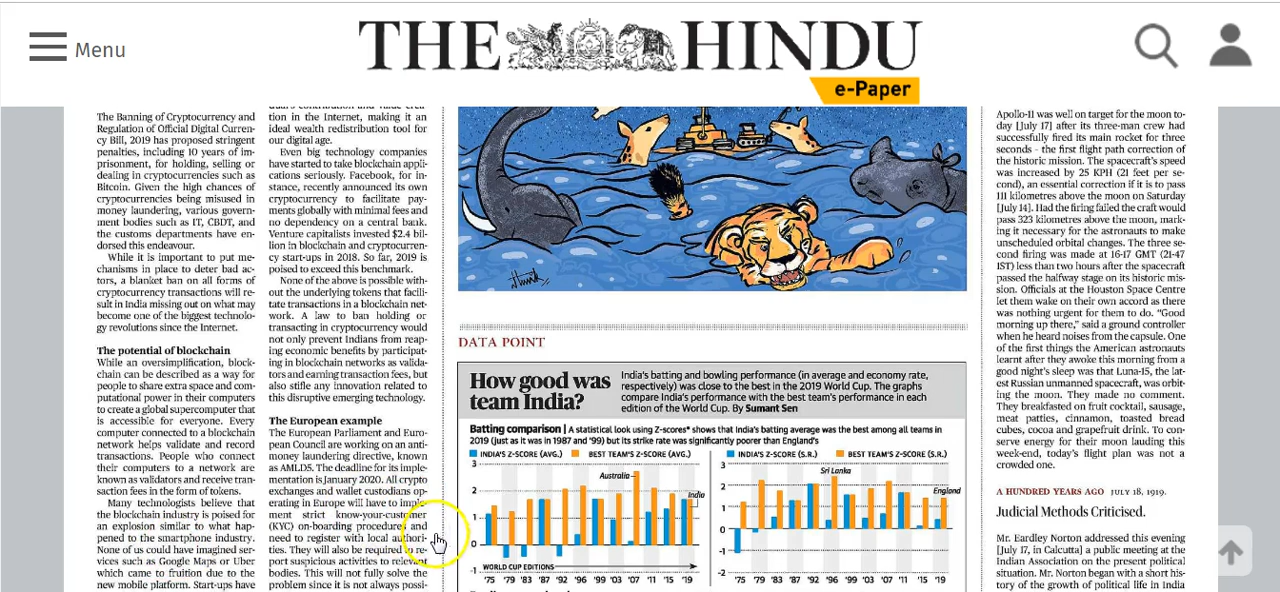 Menu
THE HINDU
e-Paper
The Banning of Cryptocurrency and
Regulation of Official Digital Curren-
cy Bill, 2019 has proposed stringent
penalties, including 10 years of im-
prisonment, for holding, selling or
dealing in cryptocurrencies such as
Bitcoin. Given the high chances of
cryptocurrencies being misused in
money laundering, various govern-
ment bodies such as IT, CBDT, and
the customs departments have en-
dorsed this endeavour.
While it is important to put me-
chanisms in place to deter bad ac-
tors, a blanket ban on all forms of
cryptocurrency transactions will re-
sult in India missing out on what may
become one of the biggest technolo-
gy revolutions since the Internet.
The potential of blockchain
While an oversimplification, block-
chain can be described as a way for
people to share extra space and com-
putational power in their computers
to create a global supercomputer that
is accessible for everyone. Every
computer connected to a blockchain
network helps validate and record
transactions. People who connect
their computers to a network are
known as validators and receive tran-
saction fees in the form of tokens.
Many technologists believe that
the blockchain industry is poised for
an explosion similar to what hap-
pened to the smartphone industry.
None of us could have imagined ser-
vices such as Google Maps or Uber
which came to fruition due to the
new mobile platform. Start-ups have
tion in the Internet, making it an
ideal wealth redistribution tool for
our digital age.
Even big technology companies
have started to take blockchain appli-
cations seriously. Facebook, for in-
stance, recently announced its own
cryptocurrency to facilitate pay-
ments globally with minimal fees and
no dependency on a central bank.
Venture capitalists invested $2.4 bil-
lion in blockchain and cryptocurren-
cy start-ups in 2018. So far, 2019 is
poised to exceed this benchmark.
None of the above is possible with-
out the underlying tokens that facili-
tate transactions in a blockchain net-
work. A law to ban holding or
transacting in cryptocurrency would
not only prevent Indians from reap-
ing economic benefits by participat-
ing in blockchain networks as valida-
tors and earning transaction fees, but
also stifle any innovation related to
this disruptive emerging technology.
The European example
The European Parliament and Euro-
pean Council are working on an anti-
money laundering directive, known
as AMLD5. The deadline for its imple-
mentation is January 2020. All crypto
exchanges and wallet custodians op-
erating in Europe will have to imple-
ment strict know-your-customer
(KYC) on-boarding procedures and
need to register with local authori-
ties. They will also be required to re-
port suspicious activities to relevant
bodies. This will not fully solve the
problem since it is not always possi-
DATA POINT
How good was
team India?
India's batting and bowling performance (in average and economy rate,
respectively) was close to the best in the 2019 World Cup. The graphs
compare India's performance with the best team's performance in each
edition of the World Cup. By Sumant Sen
Batting comparison | A statistical look using Z-scores* shows that India's batting average was the best among all teams in
2019 (just as it was in 1987 and '99) but its strike rate was significantly poorer than England's
INDIA'S Z-SCORE (AVG.) BEST TEAM'S Z-SCORE (AVG.)
3
2
1
0
-1
Australia
India
WORLD CUP EDITIONS
'75 '79 '83 '87 '92 '96 '99 '03 '07 '11 '15 '19
INDIA'S Z-SCORE (S.R.) BEST TEAM'S Z-SCORE (S.R.)
3
2
1
0
-1
-2
Sri Lanka
England
'75 '79 '83 '87 '92 '96 '99 '03 '07 '11 '15 '19
Apollo-11 was well on target for the moon to-
day [July 17] after its three-man crew had
successfully fired its main rocket for three
seconds - the first flight path correction of
the historic mission. The spacecraft's speed
was increased by 25 KPH (21 feet per se-
cond), an essential correction if it is to pass
111 kilometres above the moon on Saturday
[July 14]. Had the firing failed the craft would
pass 323 kilometres above the moon, mark-
ing it necessary for the astronauts to make
unscheduled orbital changes. The three se-
cond firing was made at 16-17 GMT (21-47
IST) less than two hours after the spacecraft
passed the halfway stage on its historic mis-
sion. Officials at the Houston Space Centre
let them wake on their own accord as there
was nothing urgent for them to do. "Good
morning up there," said a ground controller
when he heard noises from the capsule. One
of the first things the American astronauts
learnt after they awoke this morning from a
good night's sleep was that Luna-15, the lat-
est Russian unmanned spacecraft, was orbit-
ing the moon. They made no comment.
They breakfasted on fruit cocktail, sausage,
meat patties, cinnamon, toasted bread
cubes, cocoa and grapefruit drink. To con-
serve energy for their moon lauding this
week-end, today's flight plan was not a
crowded one.
A HUNDRED YEARS AGO JULY 18, 1919.
Judicial Methods Criticised.
Mr. Eardley Norton addressed this evening
[July 17, in Calcutta] a public meeting at the
Indian Association on the present political
situation. Mr. Norton began with a short his-
tory of the growth of political life in India